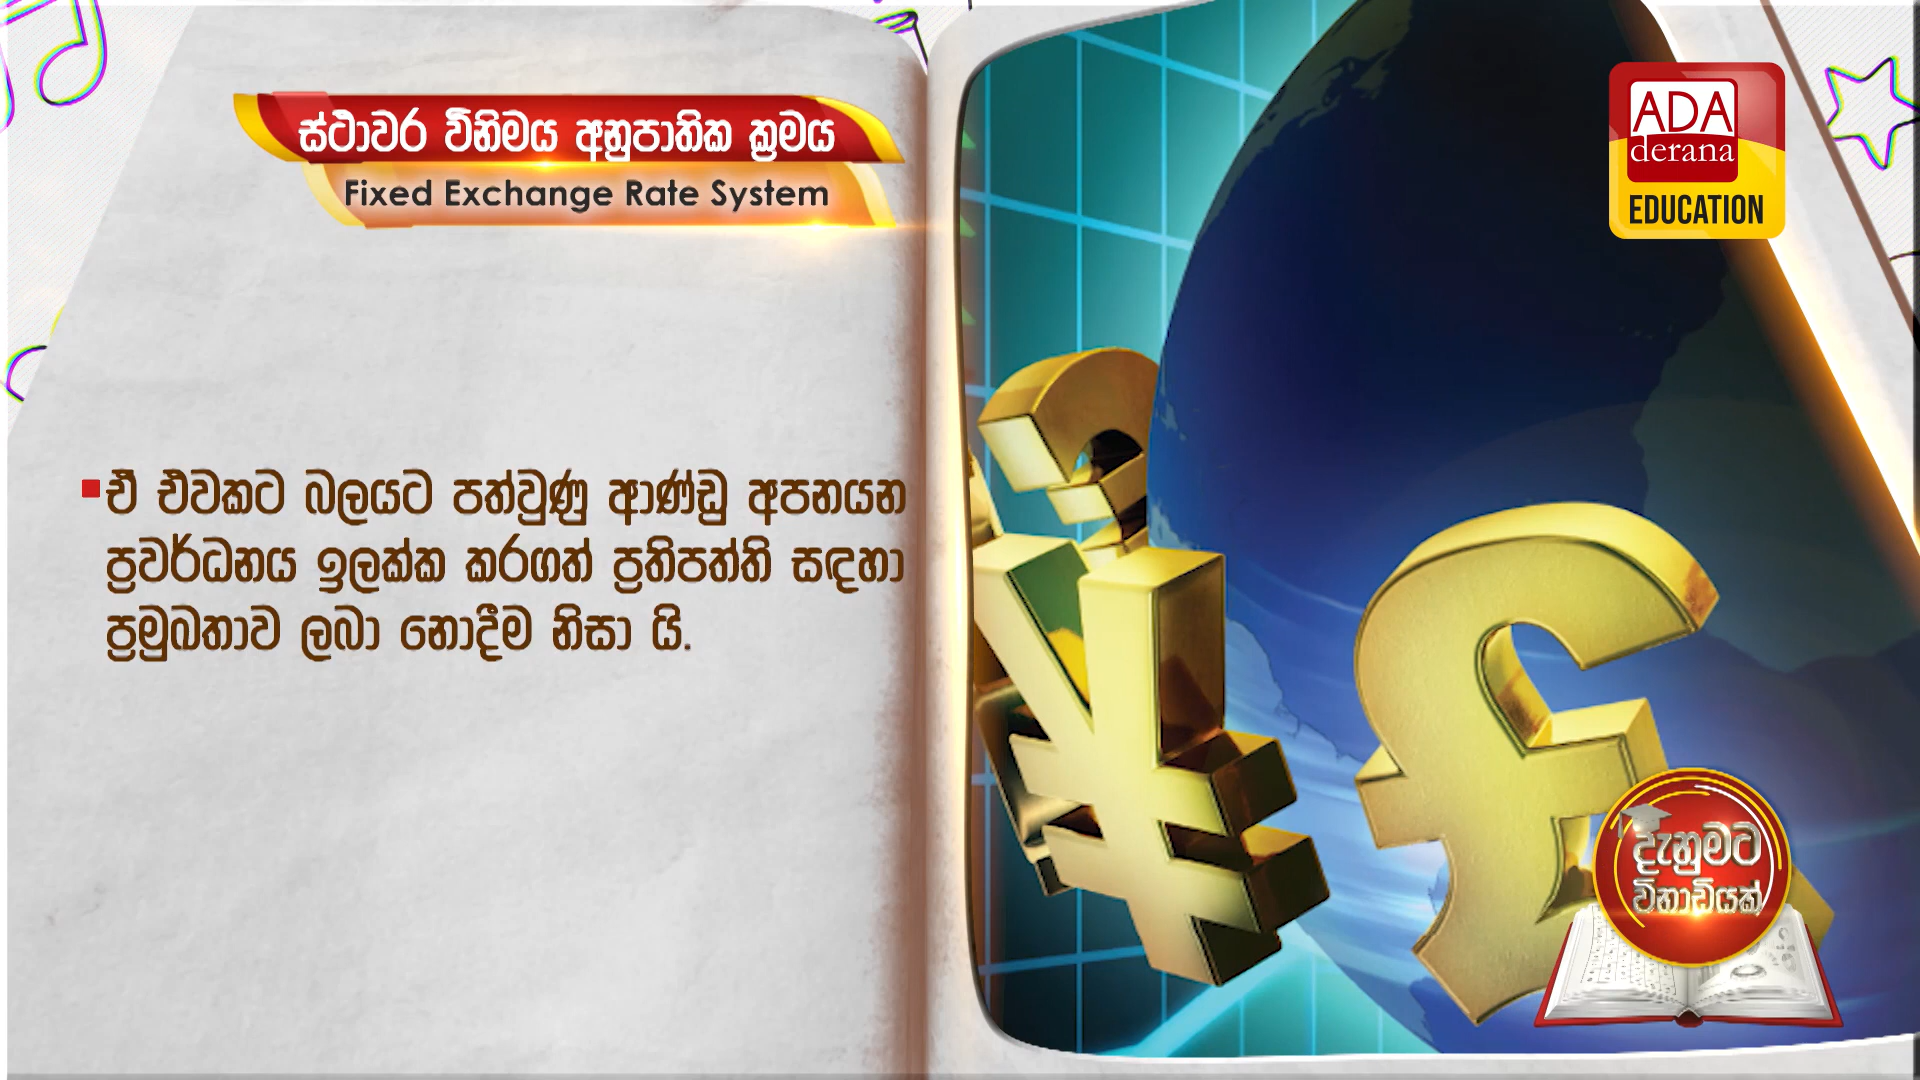 ස්ථාවර විනිමය අනුපාතික ක්‍රමය
Fixed Exchange Rate System
ADA
derana
EDUCATION
ඒ එවකට බලයට පත්වුණු ආණ්ඩු අපනයන
ප්‍රවර්ධනය ඉලක්ක කරගත් ප්‍රතිපත්ති සඳහා
ප්‍රමුඛතාව ලබා නොදීම නිසා යි.
දැනුමට
විනාඩියක්